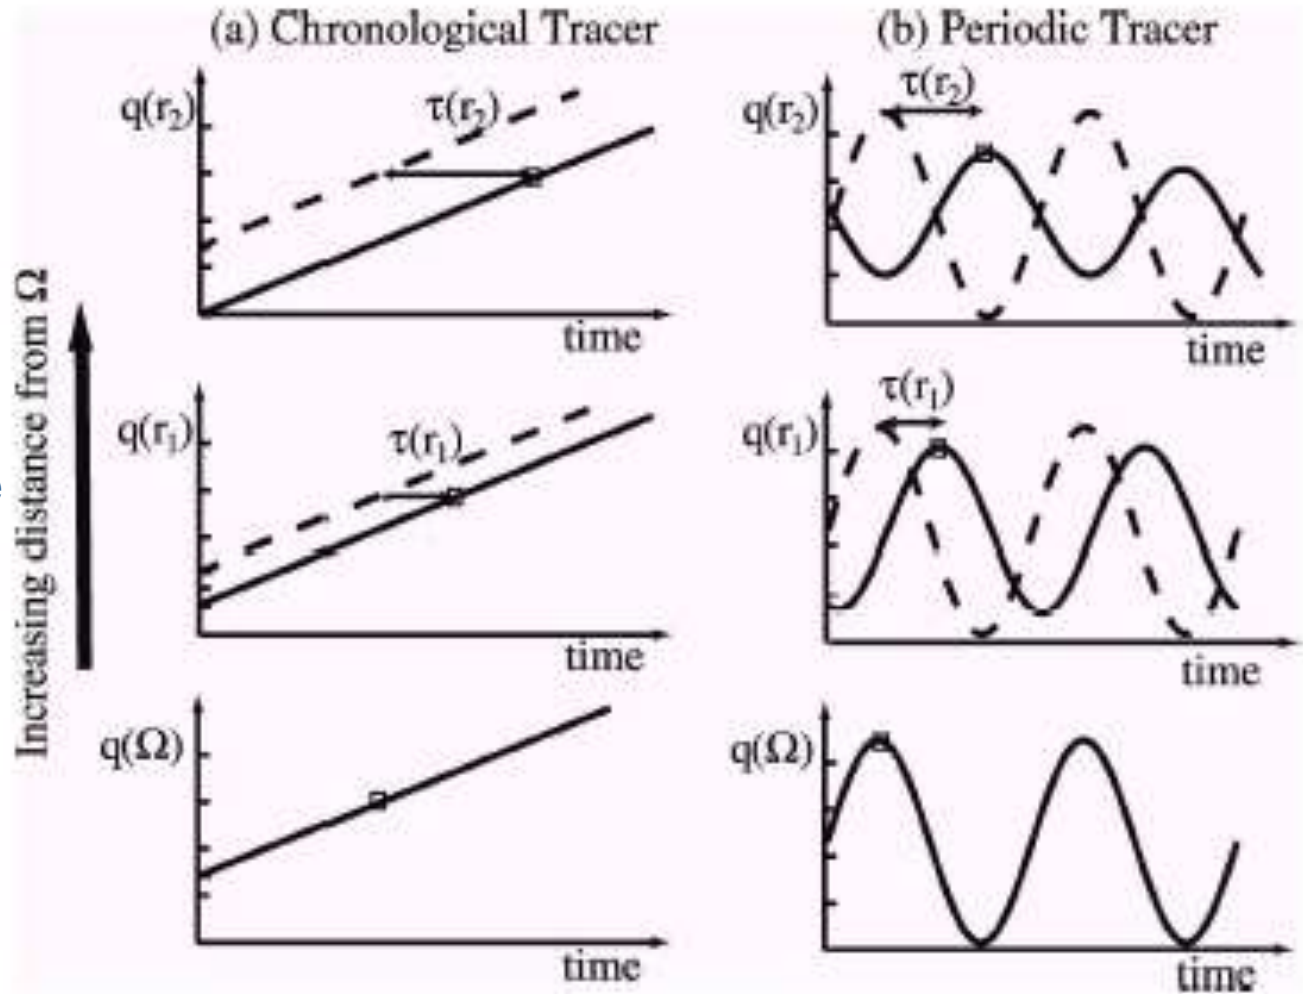 (a) Chronological Tracer
(b) Periodic Tracer
q(r₂)
τ(r₂)
time
q(r₂)
τ(r₂)
time
Increasing distance from Ω
q(r₁)
τ(r₁)
time
q(r₁)
τ(r₁)
time
q(Ω)
time
q(Ω)
time